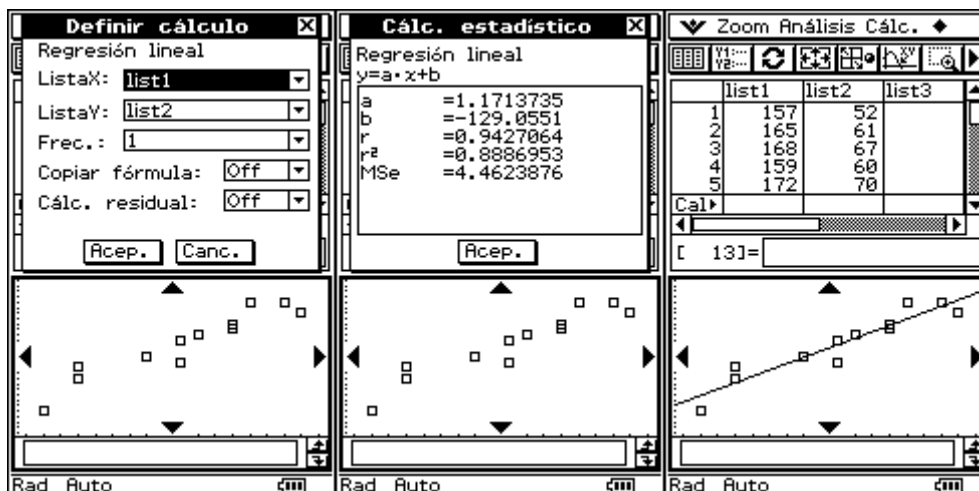 Definir cálculo
Regresión lineal
ListaX: list1
ListaY: list2
Frec.: 1
Copiar fórmula: Off
Cálc. residual: Off
Acep. Canc.
Rad Auto
Cálc. estadístico
Regresión lineal
y=a·x+b
a =1.1713735
b =-129.0551
r =0.9427064
r² =0.8886953
MSe =4.4623876
Acep.
Rad Auto
Zoom Análisis Cálc.
list1 list2 list3
1 157 52
2 165 61
3 168 67
4 159 60
5 172 70
Cal
[ 13]=
Rad Auto